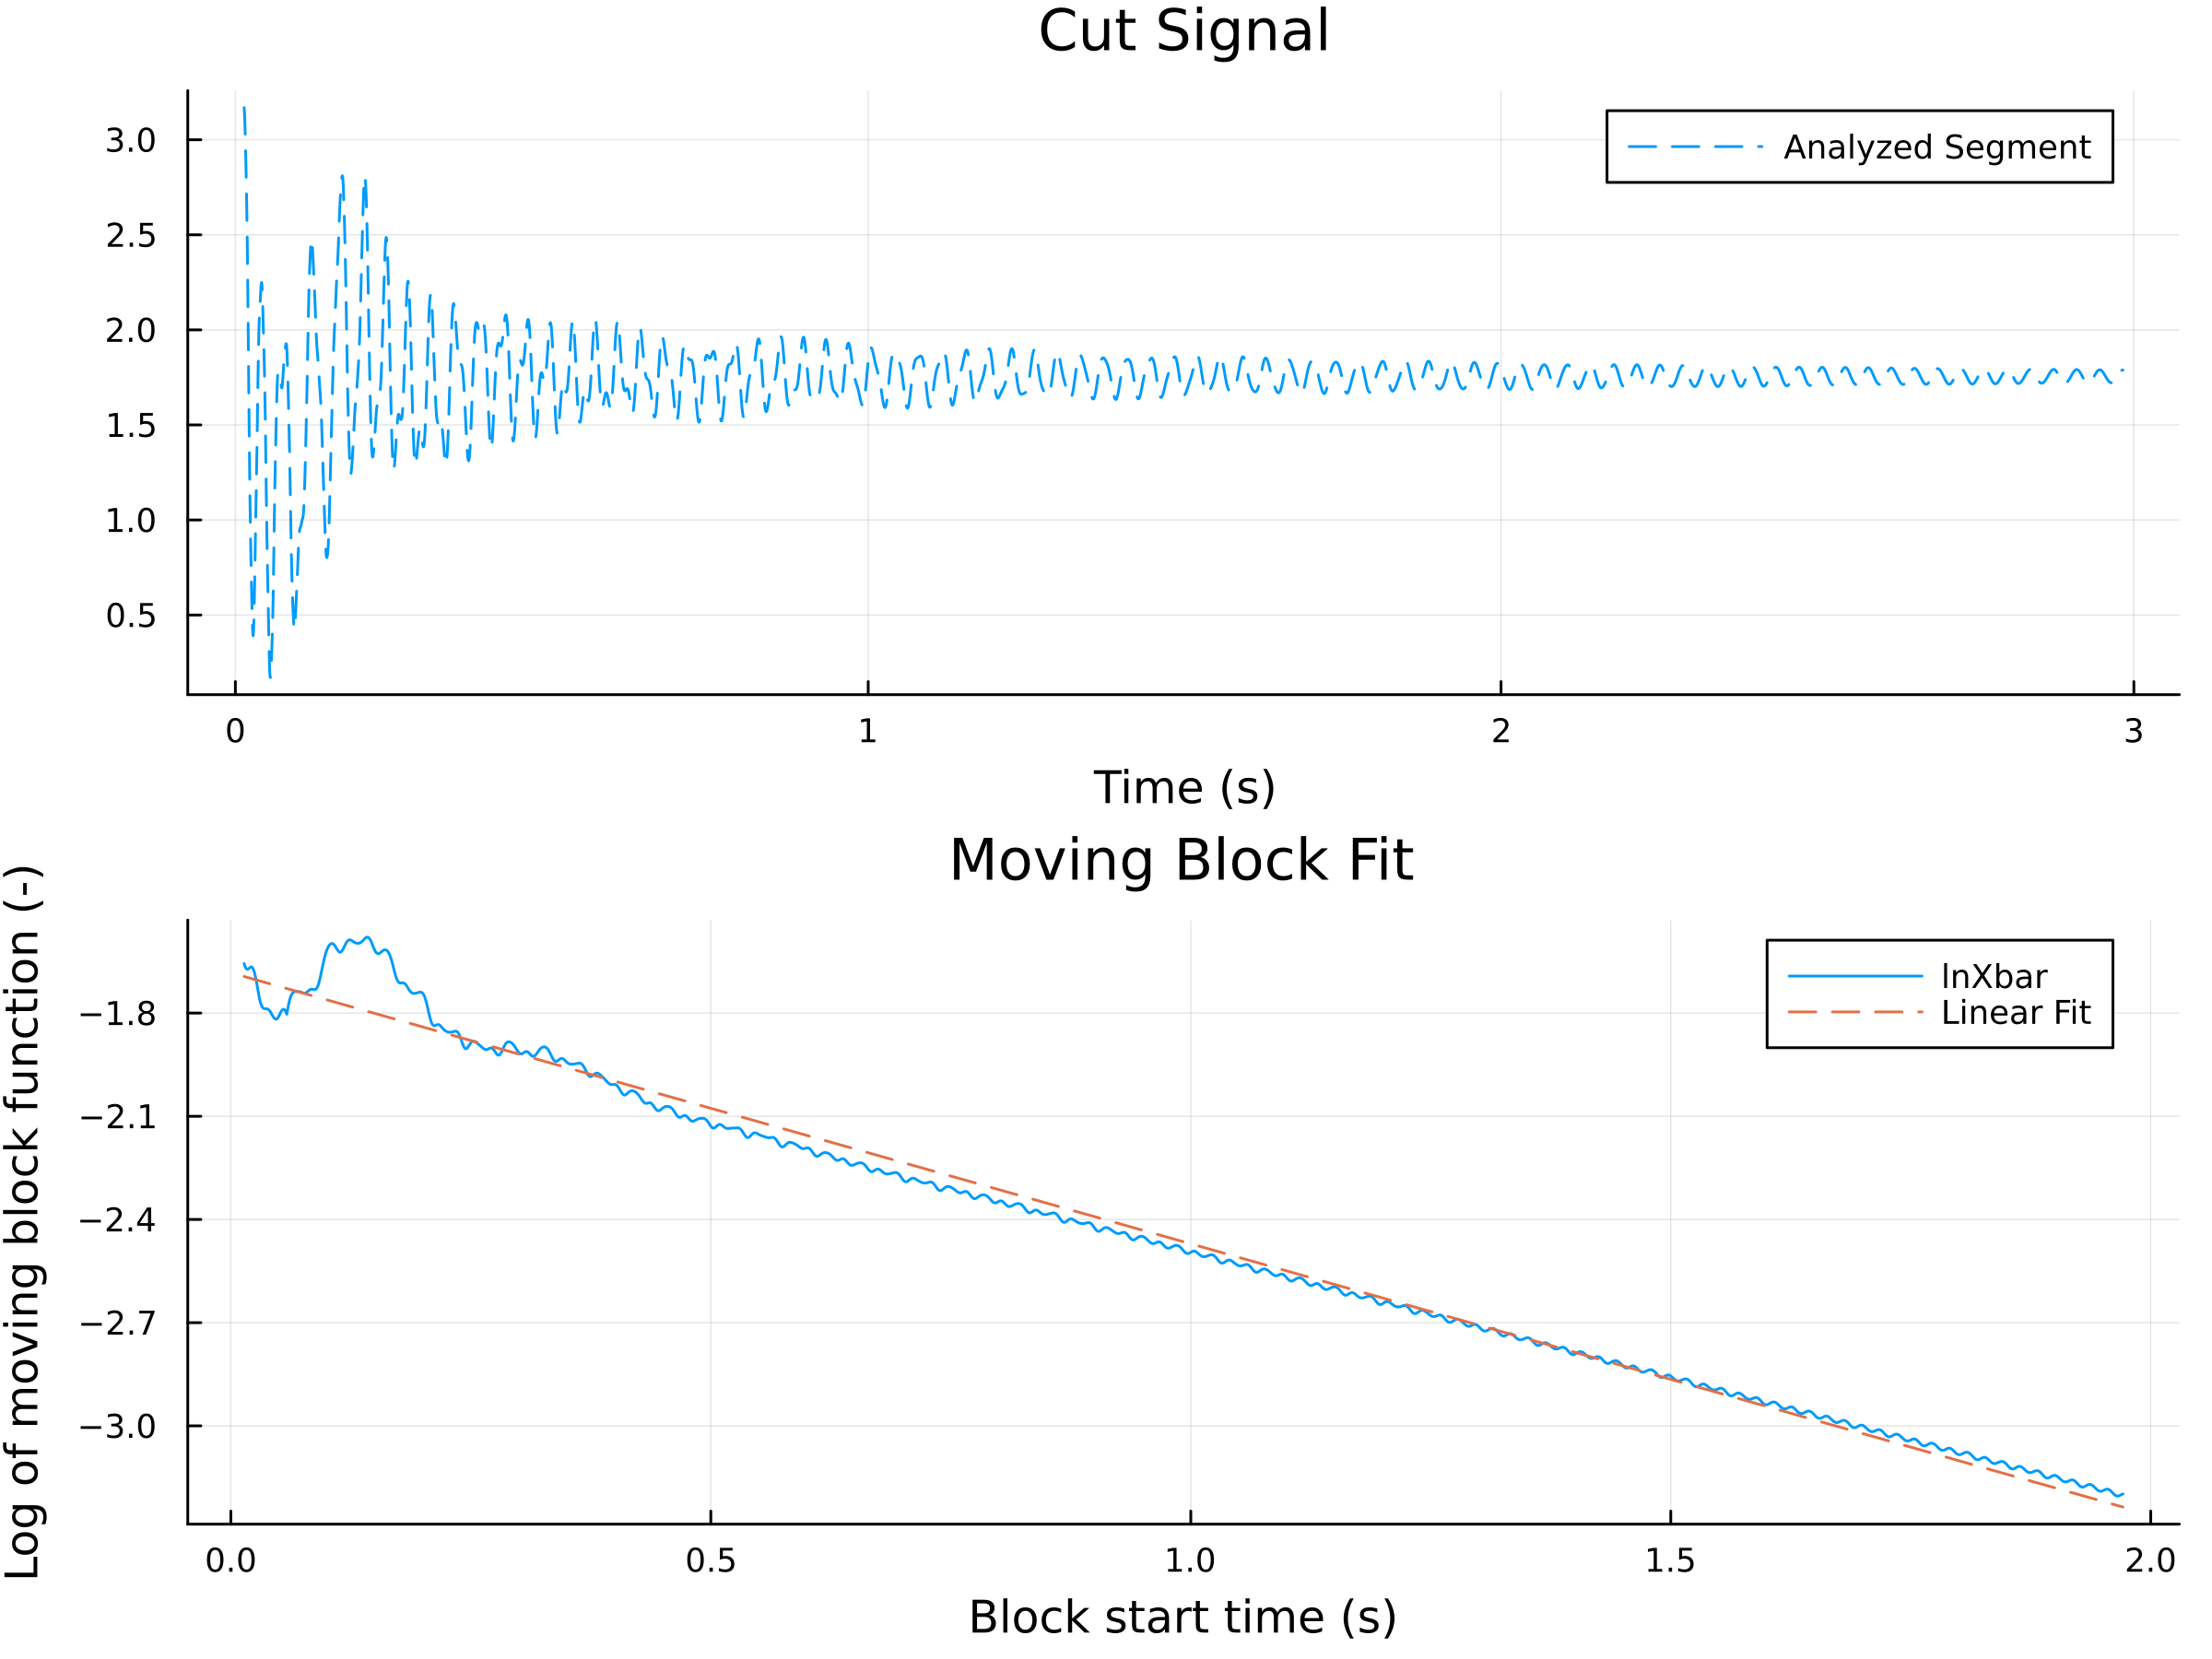 Cut Signal
3.0
2.5
2.0
1.5
1.0
0.5
Analyzed Segment
0 1 2 3
Time (s)
Moving Block Fit
Log of moving block function (-)
−1.8
−2.1
−2.4
−2.7
−3.0
lnXbar
Linear Fit
0.0 0.5 1.0 1.5 2.0
Block start time (s)